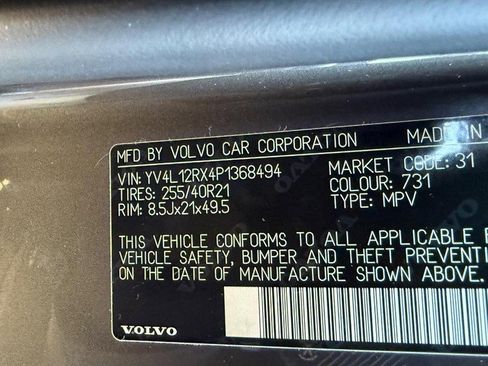 MFD BY VOLVO CAR CORPORATION MADE IN
VIN: YV4L12RX4P1368494 MARKET CODE: 31
TIRES: 255/40R21 COLOUR: 731
RIM: 8.5Jx21x49.5 TYPE: MPV
THIS VEHICLE CONFORMS TO ALL APPLICABLE
VEHICLE SAFETY, BUMPER AND THEFT PREVENTION
ON THE DATE OF MANUFACTURE SHOWN ABOVE.
VOLVO